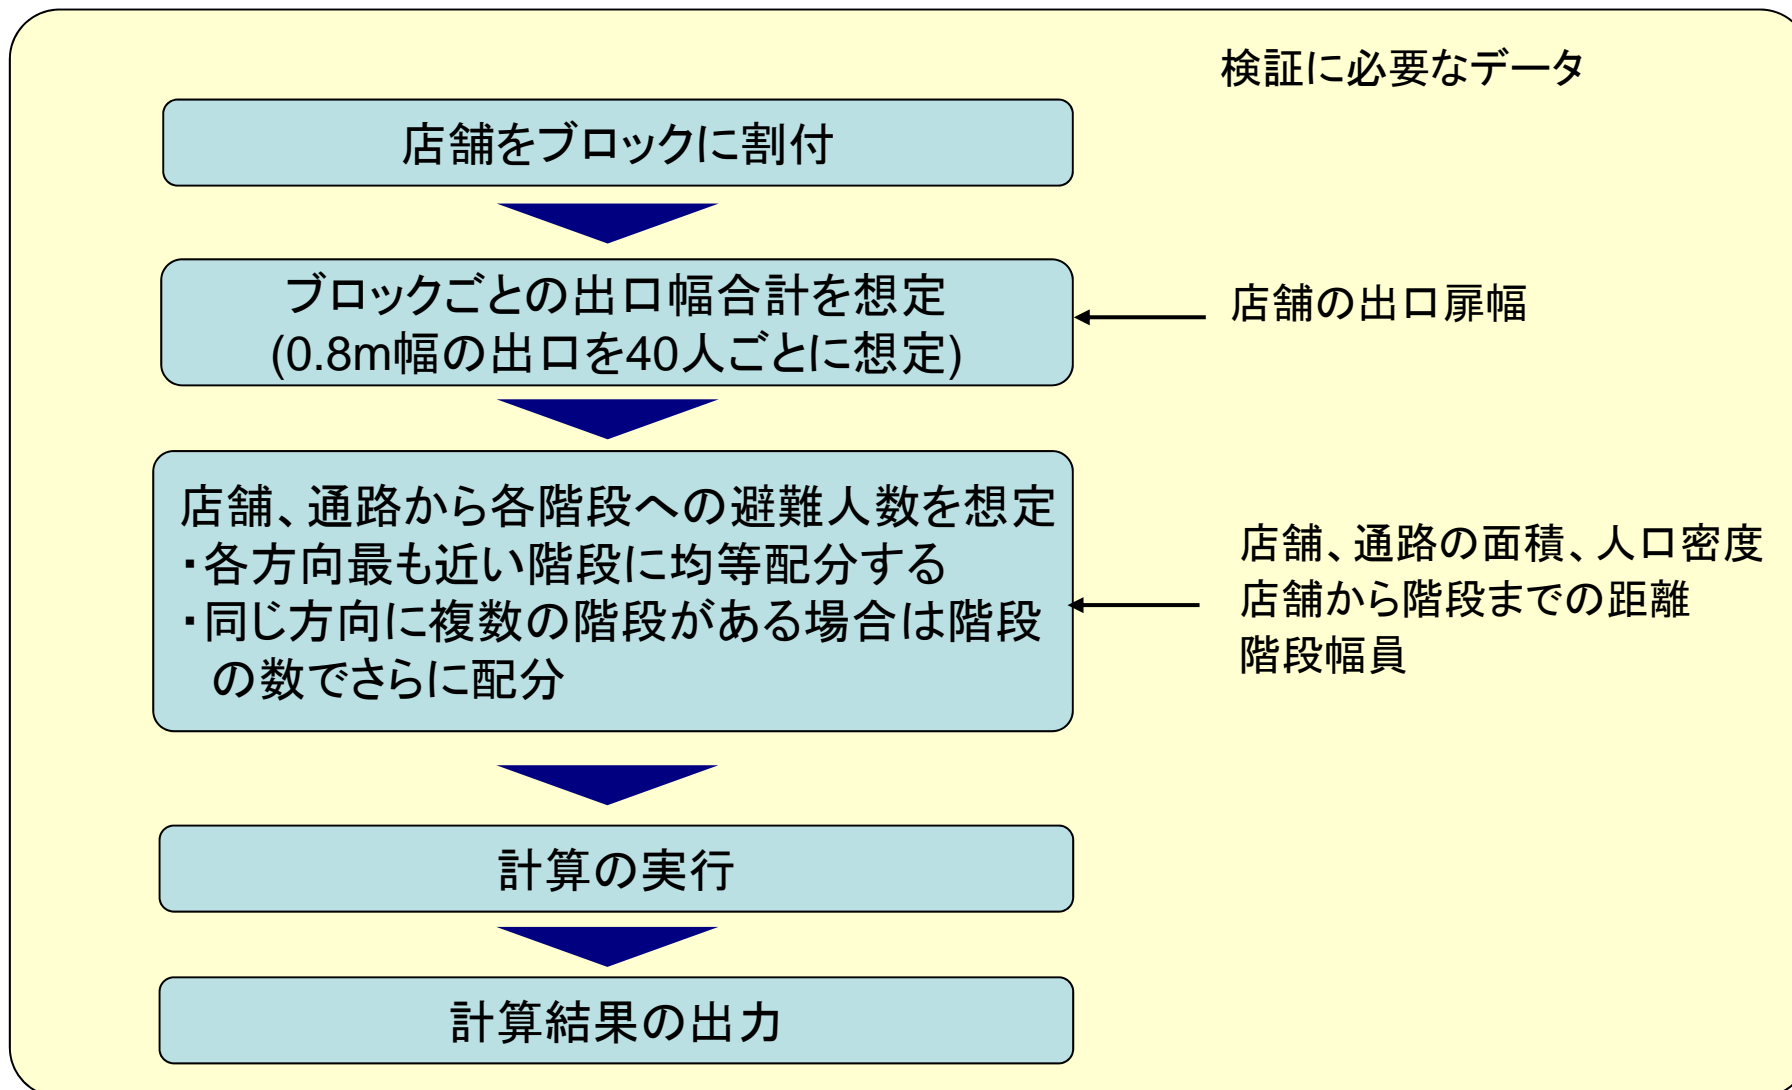 検証に必要なデータ
店舗をブロックに割付
ブロックごとの出口幅合計を想定
(0.8m幅の出口を40人ごとに想定)
店舗の出口扉幅
店舗、通路から各階段への避難人数を想定
・各方向最も近い階段に均等配分する
・同じ方向に複数の階段がある場合は階段
の数でさらに配分
店舗、通路の面積、人口密度
店舗から階段までの距離
階段幅員
計算の実行
計算結果の出力